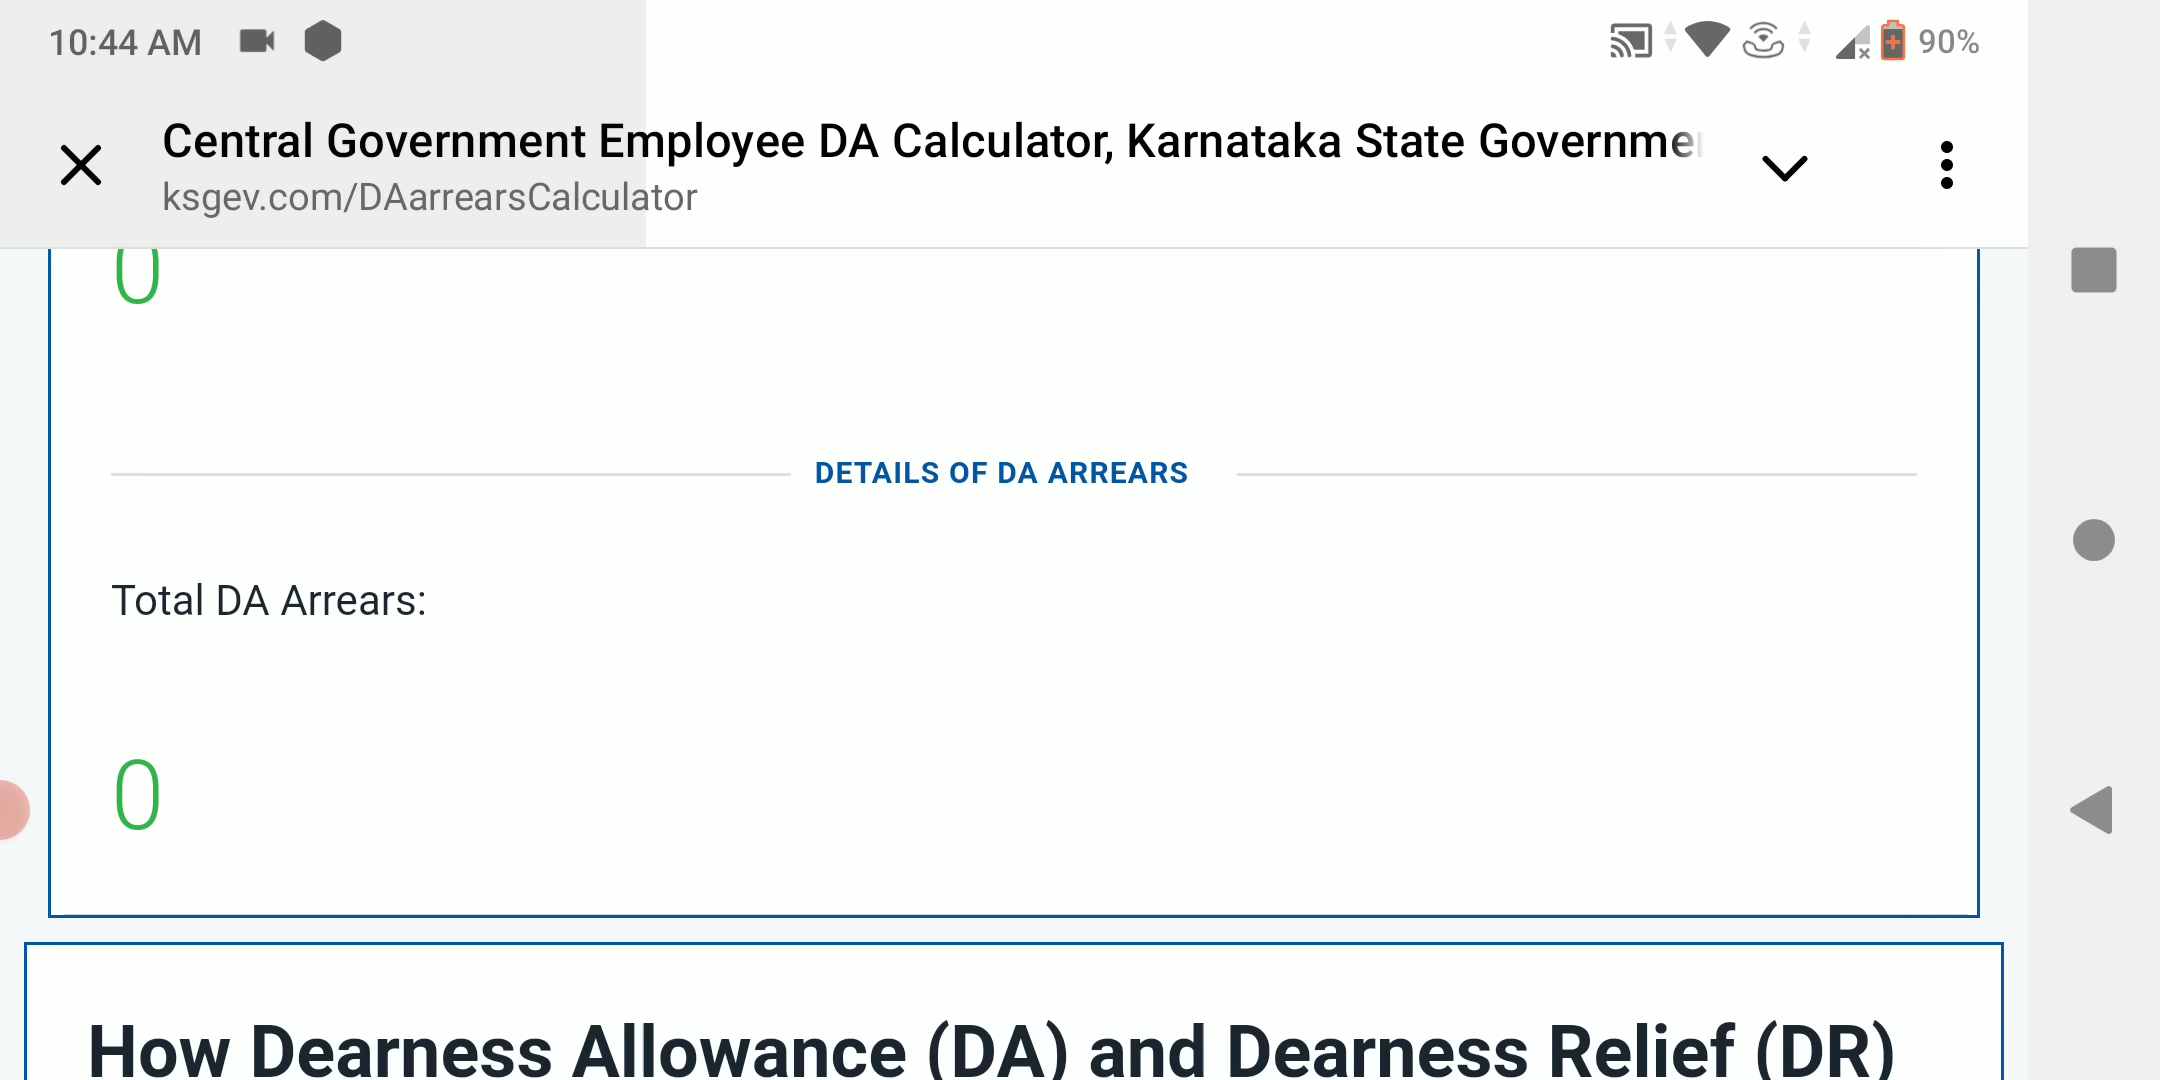 10:44 AM
90%
Central Government Employee DA Calculator, Karnataka State Governme
ksgev.com/DAarrearsCalculator
0
DETAILS OF DA ARREARS
Total DA Arrears:
0
How Dearness Allowance (DA) and Dearness Relief (DR)